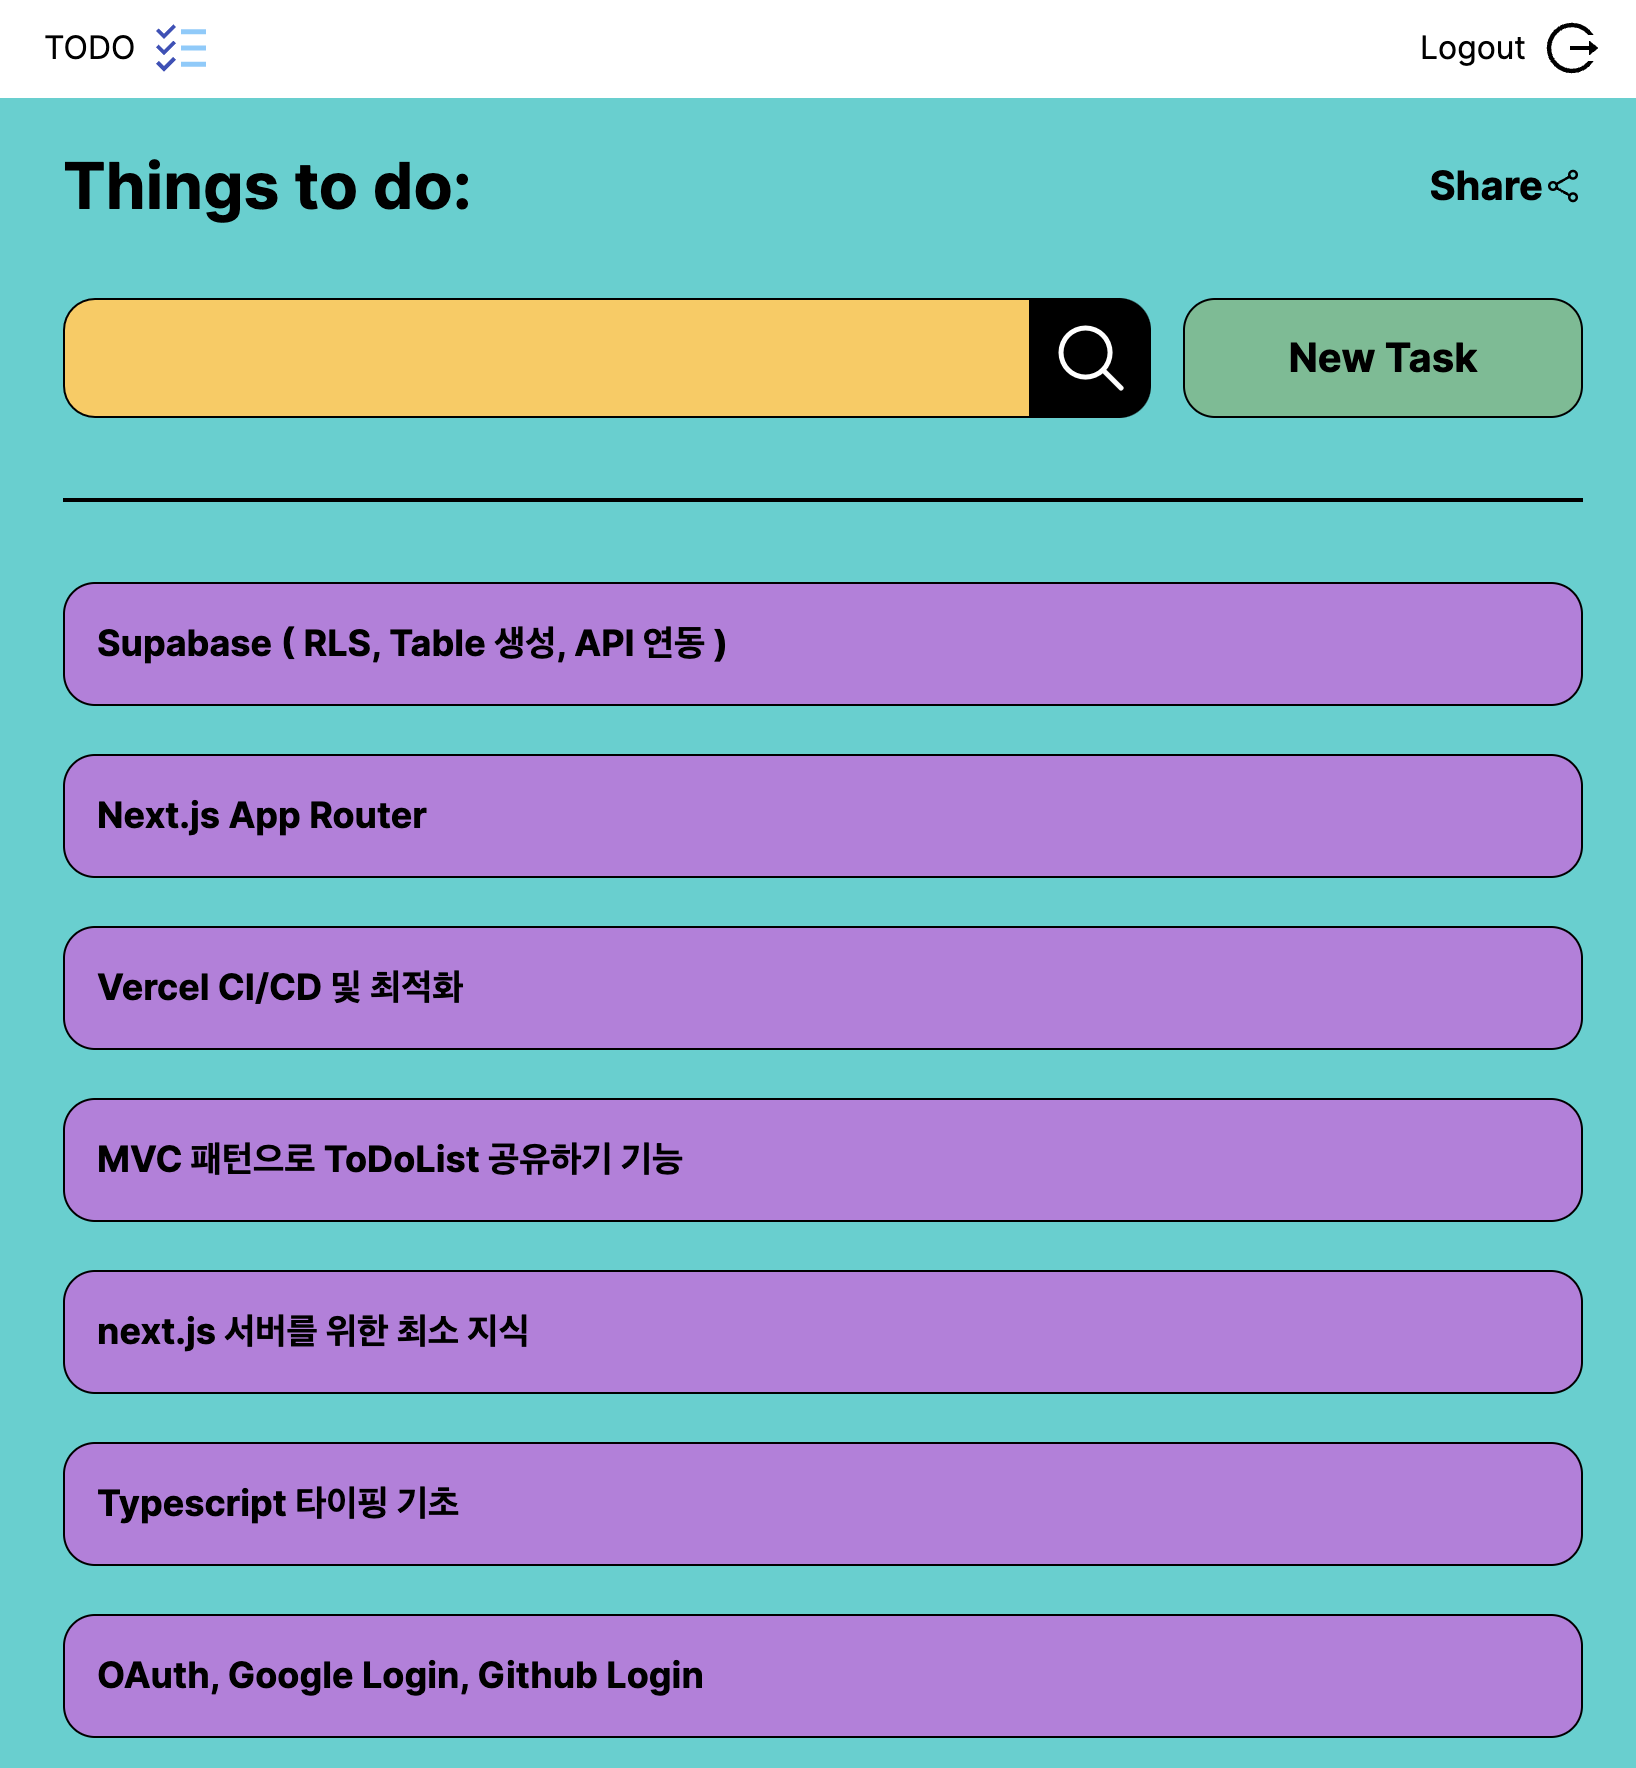 TODO
Logout
Things to do:
Share
New Task
Supabase ( RLS, Table 생성, API 연동 )
Next.js App Router
Vercel CI/CD 및 최적화
MVC 패턴으로 ToDoList 공유하기 기능
next.js 서버를 위한 최소 지식
Typescript 타이핑 기초
OAuth, Google Login, Github Login